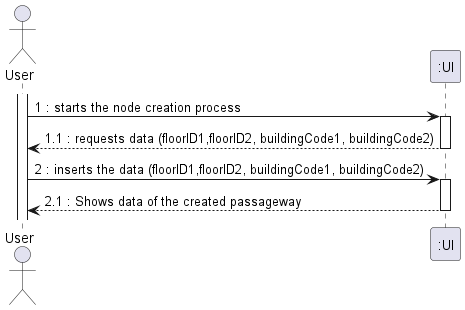 User
:UI
1 : starts the node creation process
1.1 : requests data (floorID1,floorID2, buildingCode1, buildingCode2)
2 : inserts the data (floorID1,floorID2, buildingCode1, buildingCode2)
2.1 : Shows data of the created passageway
User
:UI